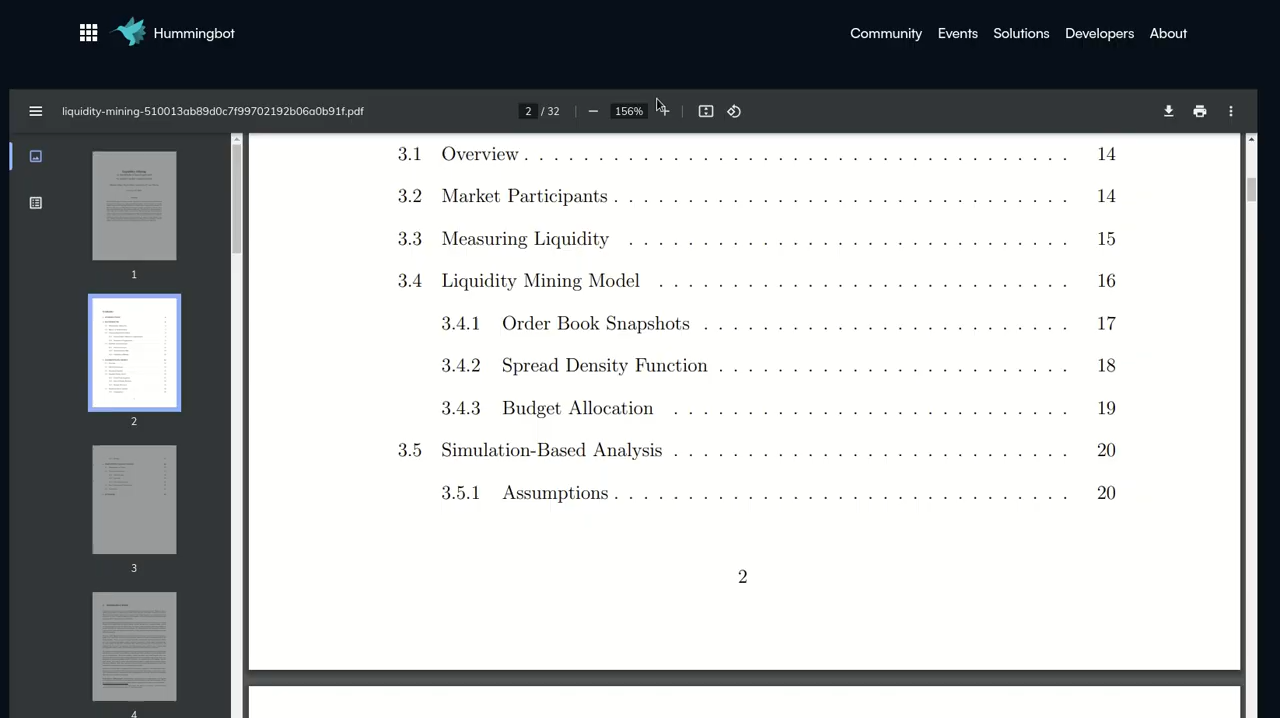 Hummingbot
Community Events Solutions Developers About
liquidity-mining-510013ab89d0c7f99702192b06a0b91f.pdf
2 / 32
156%
3.1 Overview . . . . . . . . . . . . . . . . . . . . . . . . . . . . . . . . . . . . . 14
3.2 Market Participants . . . . . . . . . . . . . . . . . . . . . . . . . . . . . . . 14
3.3 Measuring Liquidity . . . . . . . . . . . . . . . . . . . . . . . . . . . . . . 15
3.4 Liquidity Mining Model . . . . . . . . . . . . . . . . . . . . . . . . . . . . 16
3.4.1 Order Book Snapshots . . . . . . . . . . . . . . . . . . . . . . . . . 17
3.4.2 Spread Density Function . . . . . . . . . . . . . . . . . . . . . . . . 18
3.4.3 Budget Allocation . . . . . . . . . . . . . . . . . . . . . . . . . . . 19
3.5 Simulation-Based Analysis . . . . . . . . . . . . . . . . . . . . . . . . . . . 20
3.5.1 Assumptions . . . . . . . . . . . . . . . . . . . . . . . . . . . . . . . 20
2
1
2
3
4